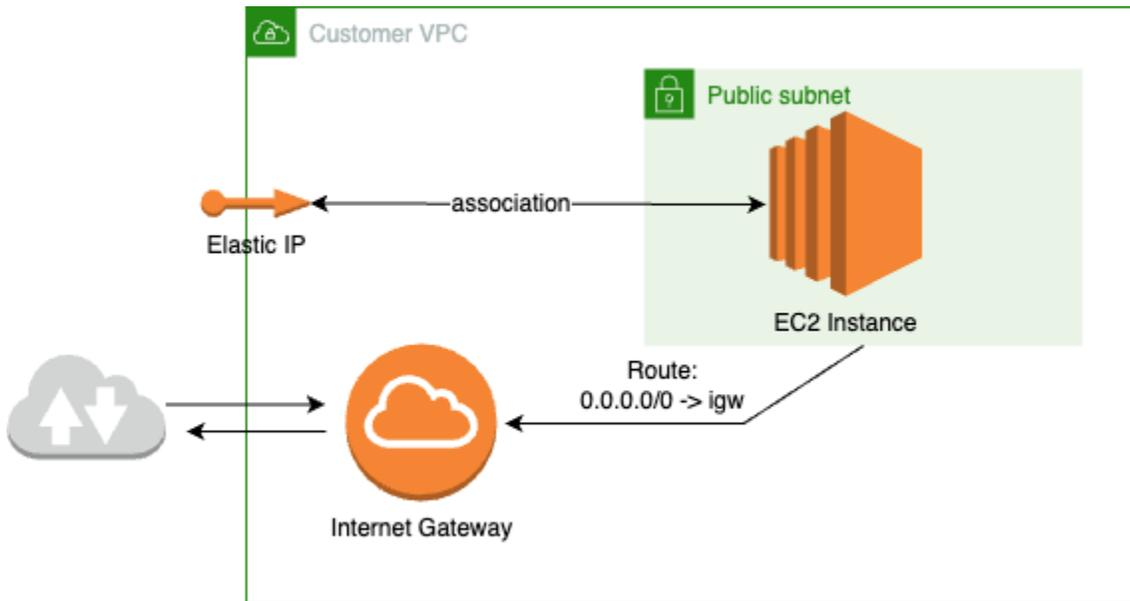 Customer VPC
Public subnet
association
Elastic IP
EC2 Instance
Route:
0.0.0.0/0 -> igw
Internet Gateway